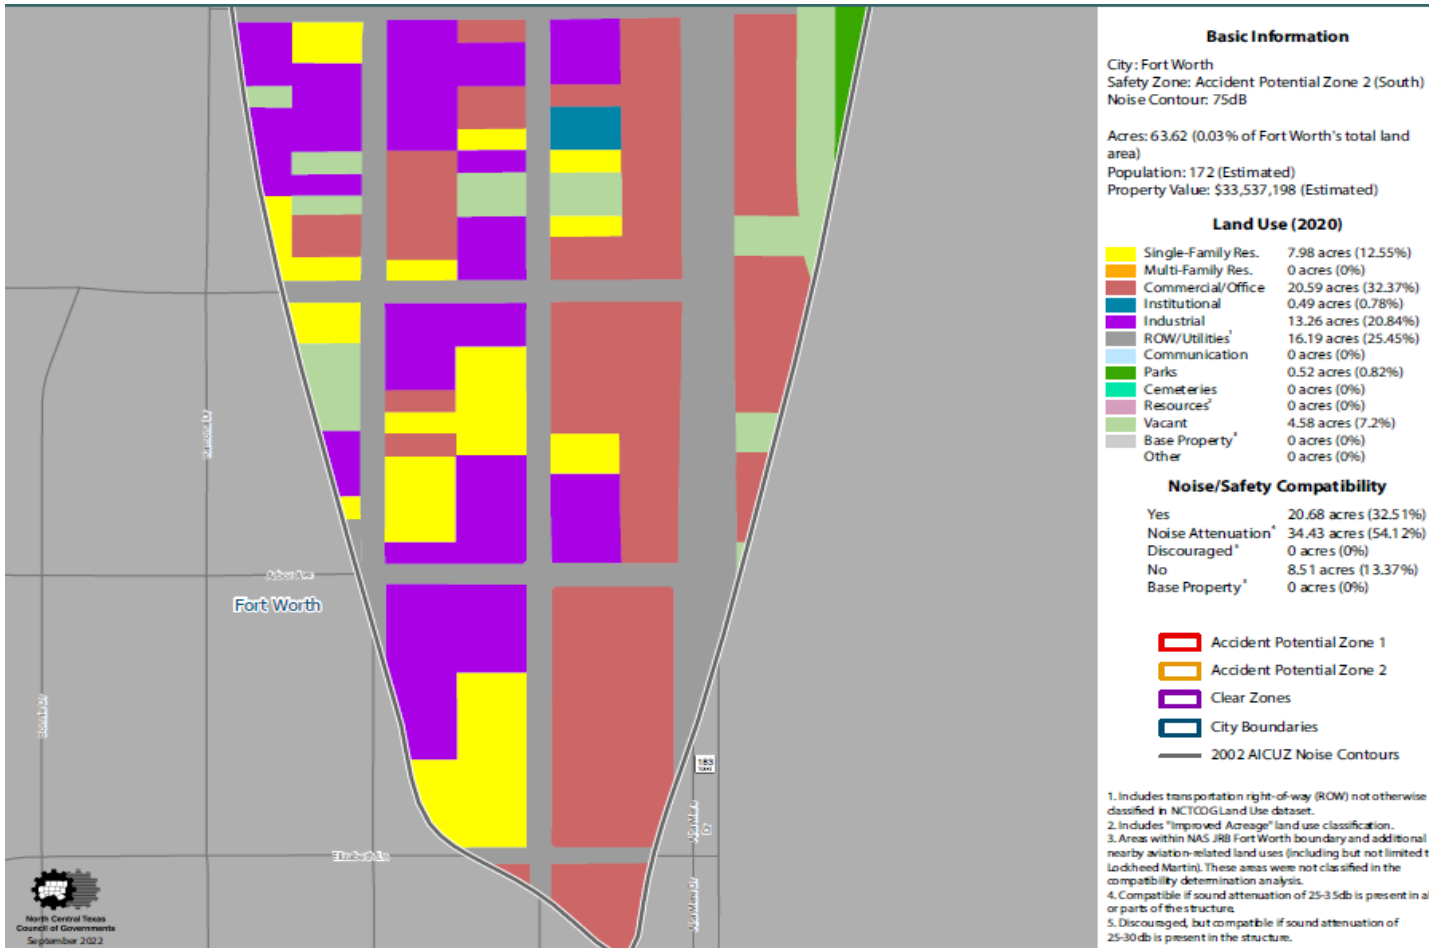 Basic Information
City: Fort Worth
Safety Zone: Accident Potential Zone 2 (South)
Noise Contour: 75dB
Acres: 63.62 (0.03% of Fort Worth's total land
area)
Population: 172 (Estimated)
Property Value: $33,537,198 (Estimated)
Land Use (2020)
Single-Family Res. 7.98 acres (12.55%)
Multi-Family Res. 0 acres (0%)
Commercial/Office 20.59 acres (32.37%)
Institutional 0.49 acres (0.78%)
Industrial 13.26 acres (20.84%)
ROW/Utilities¹ 16.19 acres (25.45%)
Communication 0 acres (0%)
Parks 0.52 acres (0.82%)
Cemeteries 0 acres (0%)
Resources² 0 acres (0%)
Vacant 4.58 acres (7.2%)
Base Property³ 0 acres (0%)
Other 0 acres (0%)
Noise/Safety Compatibility
Yes 20.68 acres (32.51%)
Noise Attenuation⁴ 34.43 acres (54.12%)
Discouraged⁵ 0 acres (0%)
No 8.51 acres (13.37%)
Base Property³ 0 acres (0%)
Accident Potential Zone 1
Accident Potential Zone 2
Clear Zones
City Boundaries
2002 AICUZ Noise Contours
1. Includes transportation right-of-way (ROW) not otherwise
classified in NCTCOG Land Use dataset.
2. Includes "Improved Acreage" land use classification.
3. Areas within NAS JRB Fort Worth boundary and additional
nearby aviation-related land uses (including but not limited t
Lockheed Martin). These areas were not classified in the
compatibility determination analysis.
4. Compatible if sound attenuation of 25-35db is present in al
or parts of the structure.
5. Discouraged, but compatible if sound attenuation of
25-30db is present in the structure.
Fort Worth
Elizabeth Ln
183
North Central Texas
Council of Governments
September 2022